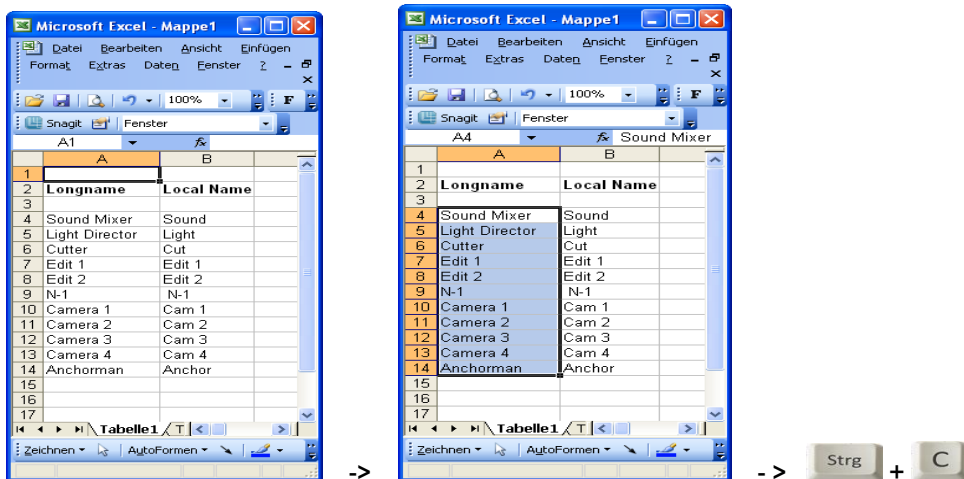 Microsoft Excel - Mappe1
Datei Bearbeiten Ansicht Einfügen
Format Extras Daten Fenster ?
100% F
Snagit Fenster
A1 fx
A B
1
2 Longname Local Name
3
4 Sound Mixer Sound
5 Light Director Light
6 Cutter Cut
7 Edit 1 Edit 1
8 Edit 2 Edit 2
9 N-1 N-1
10 Camera 1 Cam 1
11 Camera 2 Cam 2
12 Camera 3 Cam 3
13 Camera 4 Cam 4
14 Anchorman Anchor
15
16
17
Tabelle1 T
Zeichnen AutoFormen
->
Microsoft Excel - Mappe1
Datei Bearbeiten Ansicht Einfügen
Format Extras Daten Fenster ?
100% F
Snagit Fenster
A4 fx Sound Mixer
A B
1
2 Longname Local Name
3
4 Sound Mixer Sound
5 Light Director Light
6 Cutter Cut
7 Edit 1 Edit 1
8 Edit 2 Edit 2
9 N-1 N-1
10 Camera 1 Cam 1
11 Camera 2 Cam 2
12 Camera 3 Cam 3
13 Camera 4 Cam 4
14 Anchorman Anchor
15
16
17
Tabelle1 T
Zeichnen AutoFormen
- > Strg + C